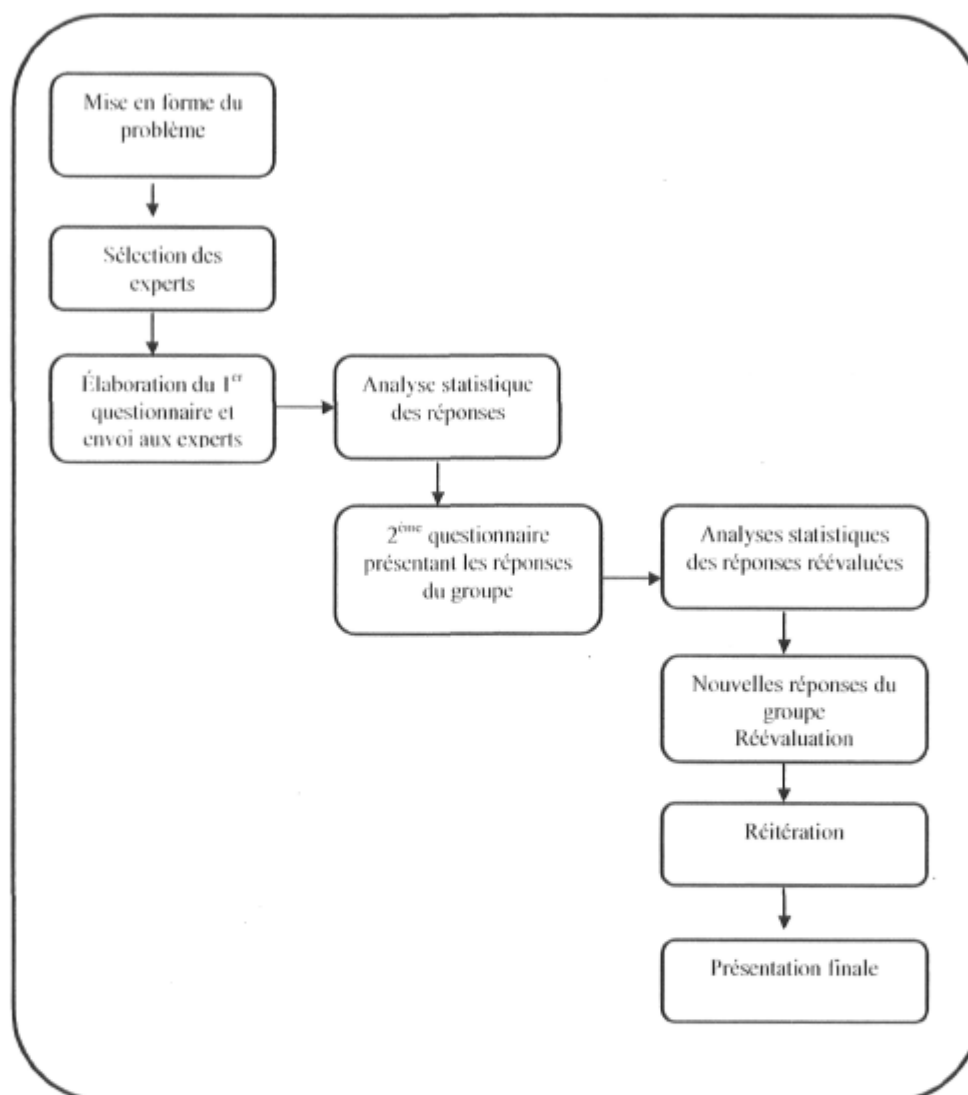 Mise en forme du
problème
Sélection des
experts
Élaboration du 1er
questionnaire et
envoi aux experts
Analyse statistique
des réponses
2ème questionnaire
présentant les réponses
du groupe
Analyses statistiques
des réponses réévaluées
Nouvelles réponses du
groupe
Réévaluation
Réitération
Présentation finale